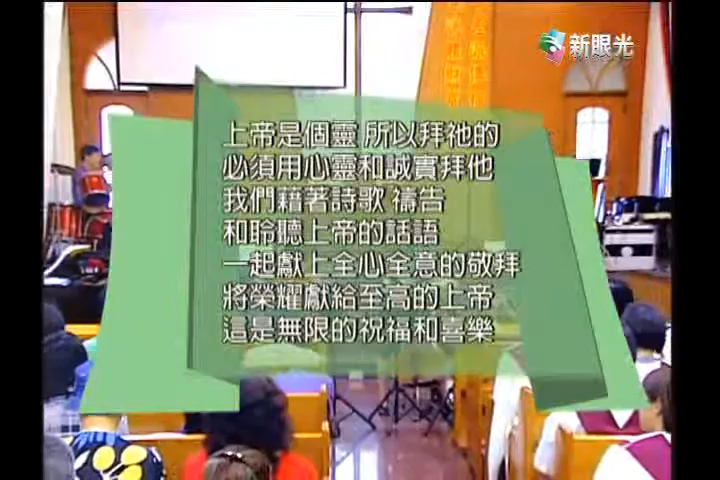 新眼光
上帝是個靈 所以拜祂的
必須用心靈和誠實拜他
我們藉著詩歌 禱告
和聆聽上帝的話語
一起獻上全心全意的敬拜
將榮耀獻給至高的上帝
這是無限的祝福和喜樂